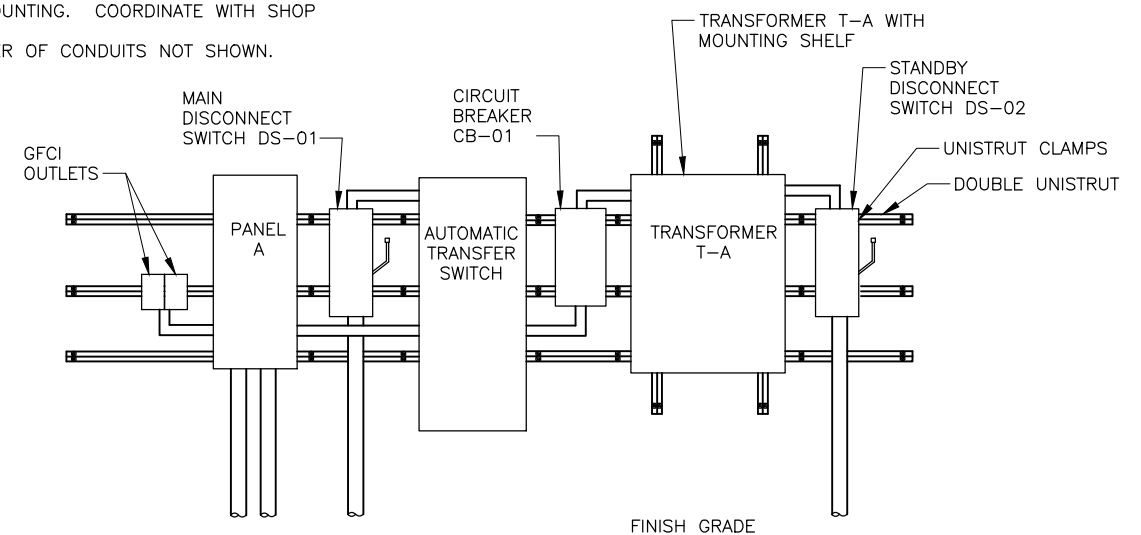 COORDINATE WITH SHOP
OF CONDUITS NOT SHOWN.
TRANSFORMER T-A WITH
MOUNTING SHELF
STANDBY
DISCONNECT
SWITCH DS-02
MAIN
DISCONNECT
SWITCH DS-01
CIRCUIT
BREAKER
CB-01
GFCI
OUTLETS
UNISTRUT CLAMPS
DOUBLE UNISTRUT
PANEL
A
AUTOMATIC
TRANSFER
SWITCH
TRANSFORMER
T-A
FINISH GRADE